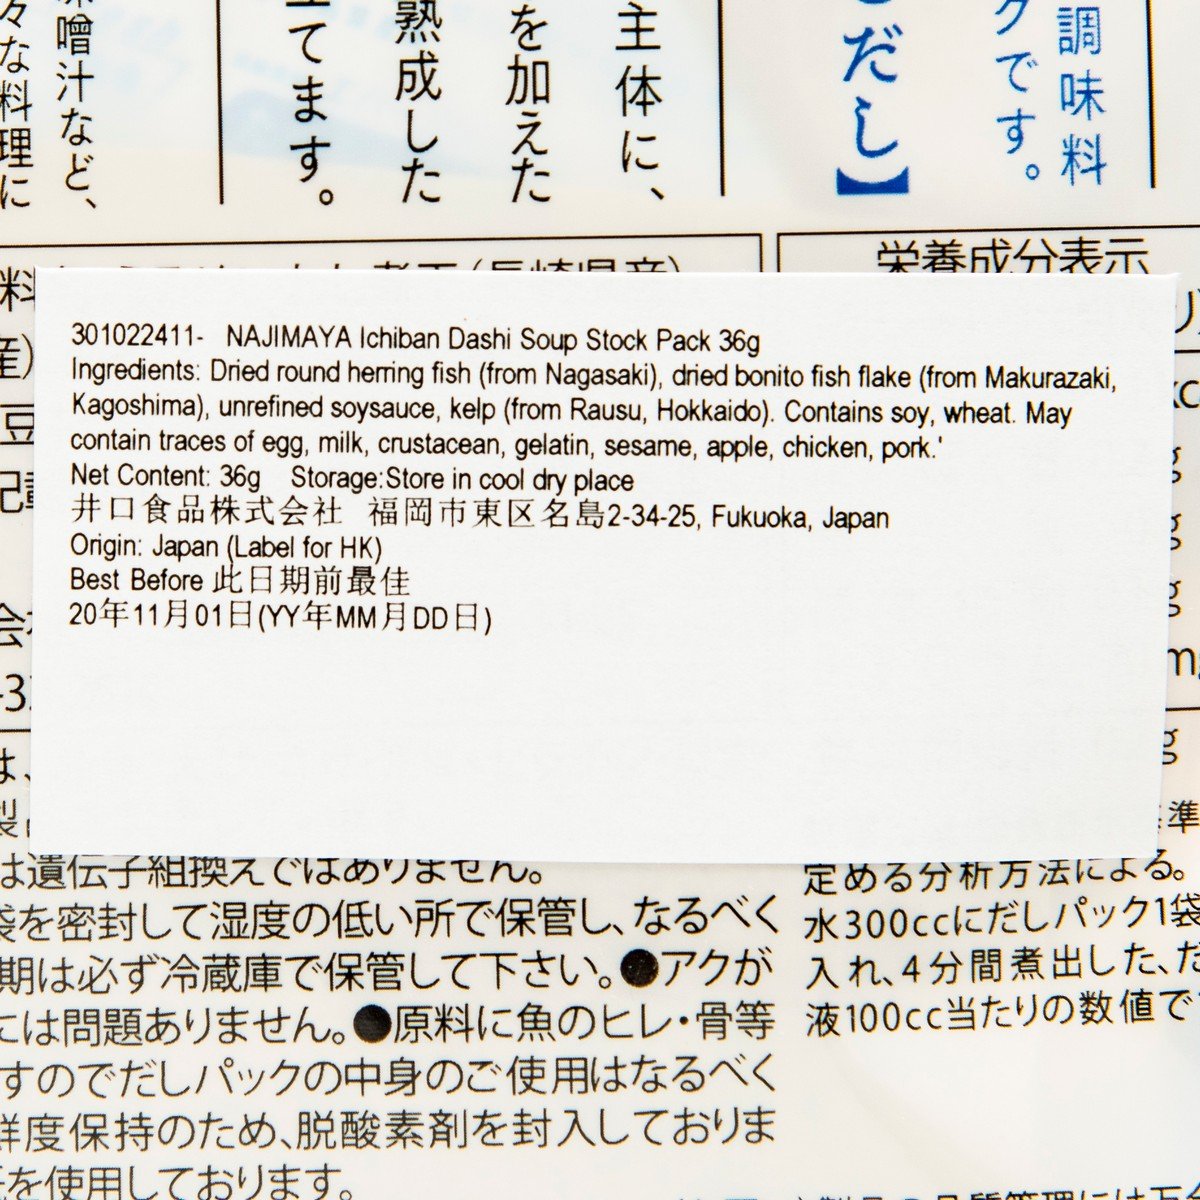 調味料
クです。
だし】
主体に、
を加えた
熟成した
立てます。
味噌汁など、
々な料理に
栄養成分表示
301022411- NAJIMAYA Ichiban Dashi Soup Stock Pack 36g
Ingredients: Dried round herring fish (from Nagasaki), dried bonito fish flake (from Makurazaki,
Kagoshima), unrefined soysauce, kelp (from Rausu, Hokkaido). Contains soy, wheat. May
contain traces of egg, milk, crustacean, gelatin, sesame, apple, chicken, pork.'
Net Content: 36g Storage:Store in cool dry place
井口食品株式会社 福岡市東区名島2-34-25, Fukuoka, Japan
Origin: Japan (Label for HK)
Best Before 此日期前最佳
20年11月01日(YY年MM月DD日)
は遺伝子組換えではありません。
袋を密封して湿度の低い所で保管し、なるべく
期は必ず冷蔵庫で保管して下さい。●アクが
には問題ありません。●原料に魚のヒレ・骨等
すのでだしパックの中身のご使用はなるべく
鮮度保持のため、脱酸素剤を封入しておりま
を使用しております。
定める分析方法による。
水300ccにだしパック1袋
入れ、4分間煮出した、だ
液100cc当たりの数値で